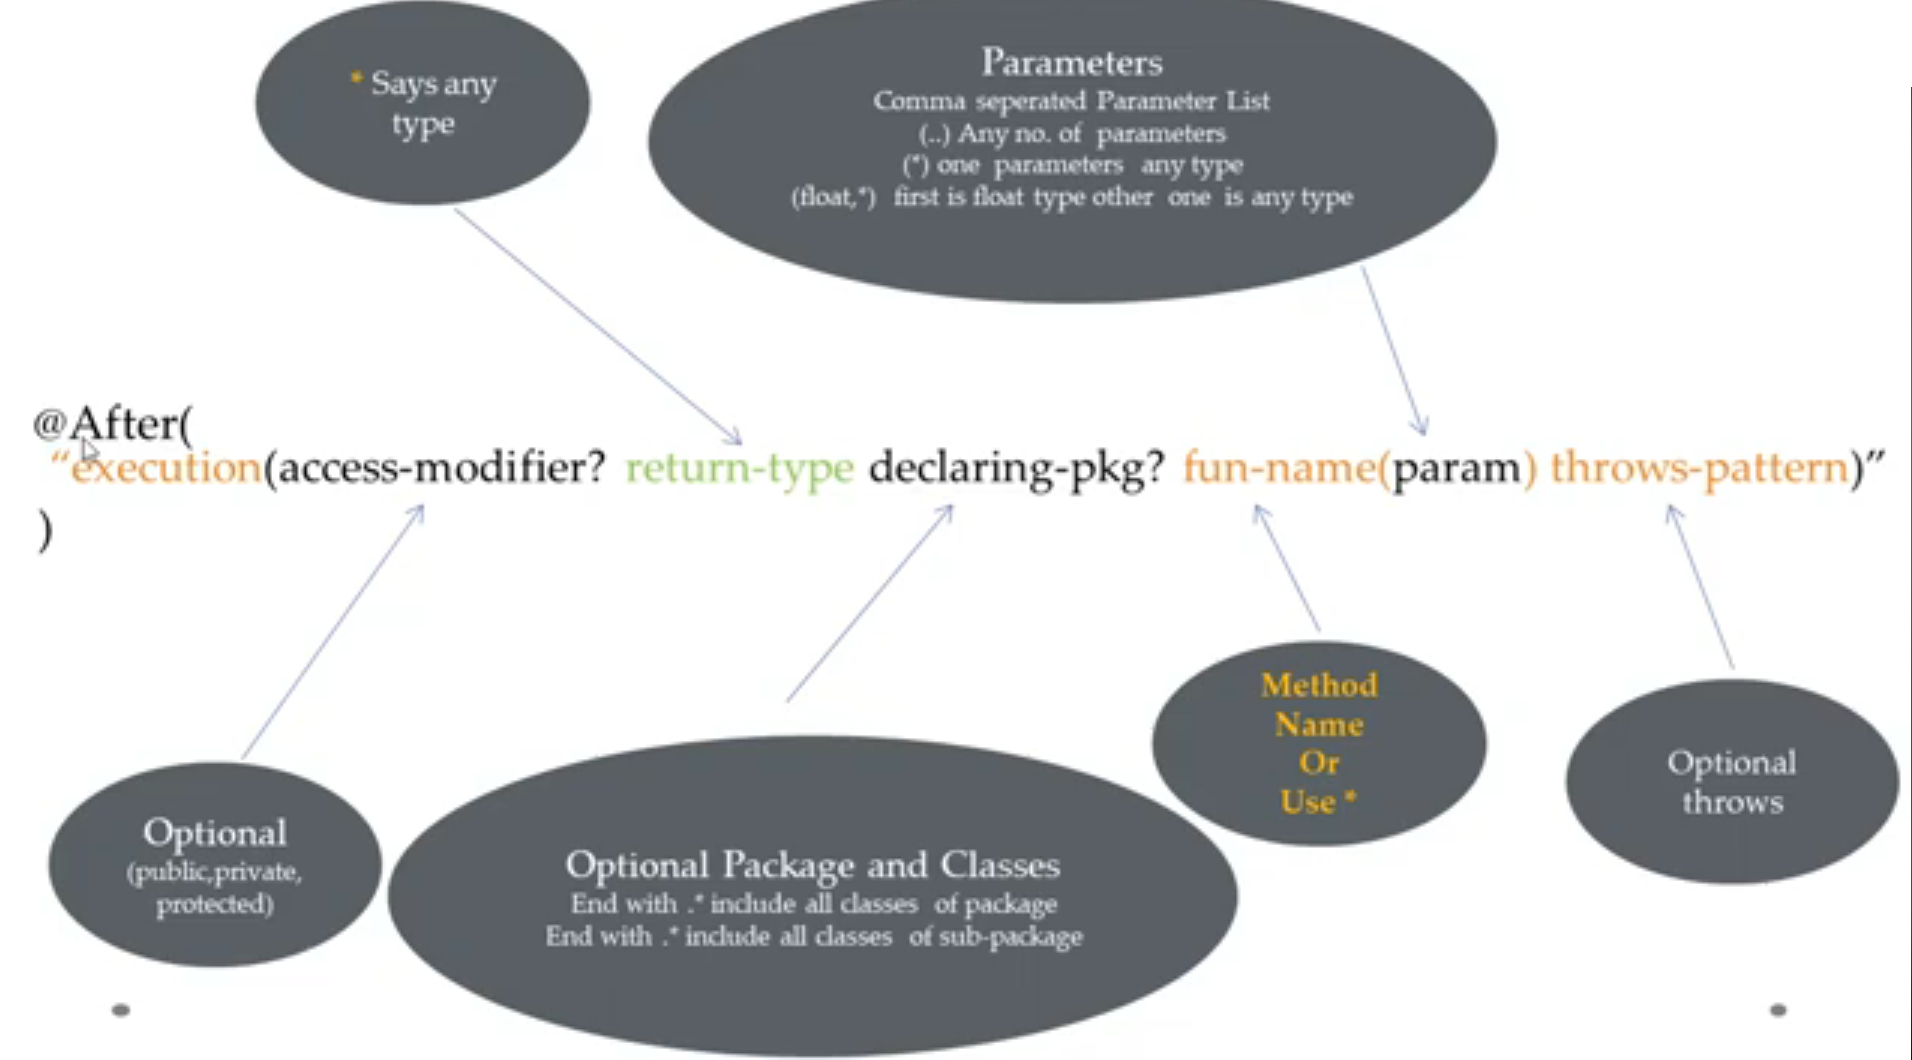 * Says any
type
Parameters
Comma seperated Parameter List
(..) Any no. of parameters
(*) one parameters any type
(float,*) first is float type other one is any type
@After(
“execution(access-modifier? return-type declaring-pkg? fun-name(param) throws-pattern)”
)
Optional
(public,private,
protected)
Optional Package and Classes
End with .* include all classes of package
End with .* include all classes of sub-package
Method
Name
Or
Use *
Optional
throws